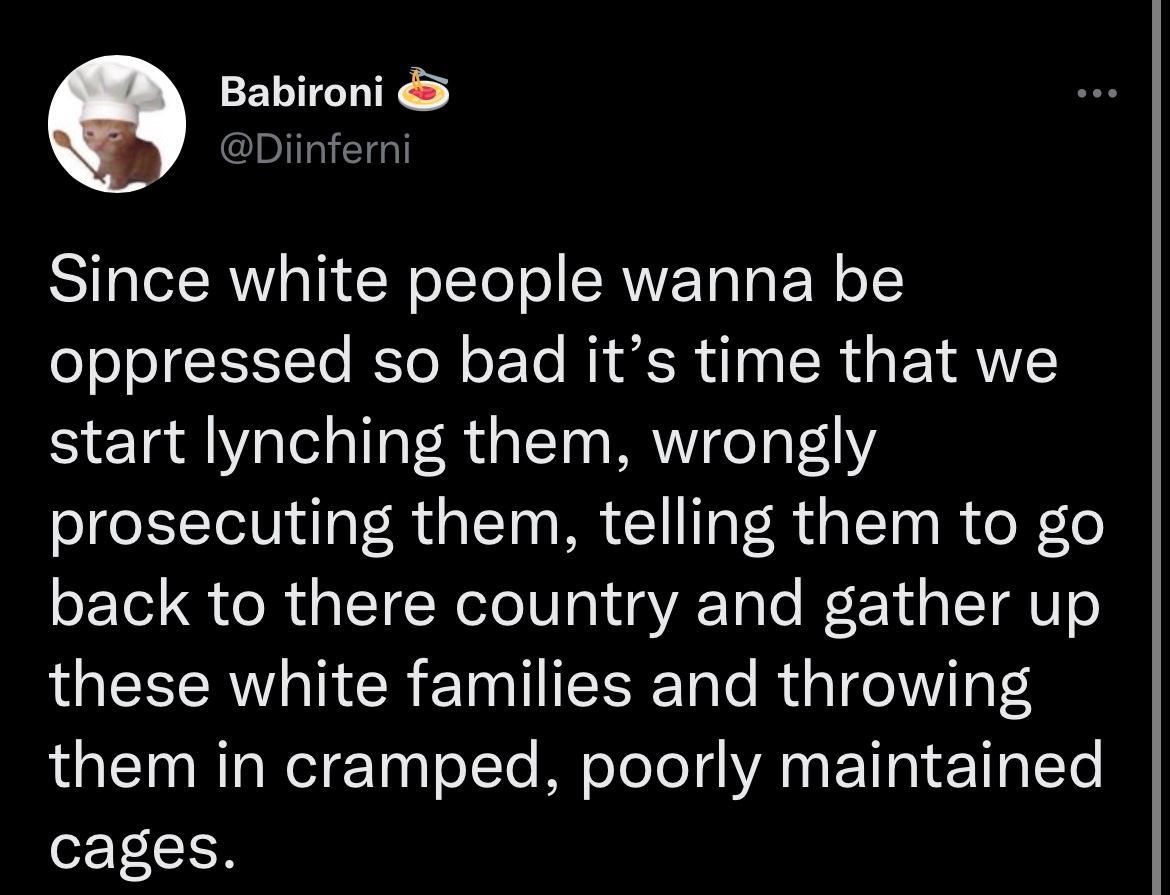 Babironi 🍝
@Diinferni
Since white people wanna be
oppressed so bad it’s time that we
start lynching them, wrongly
prosecuting them, telling them to go
back to there country and gather up
these white families and throwing
them in cramped, poorly maintained
cages.